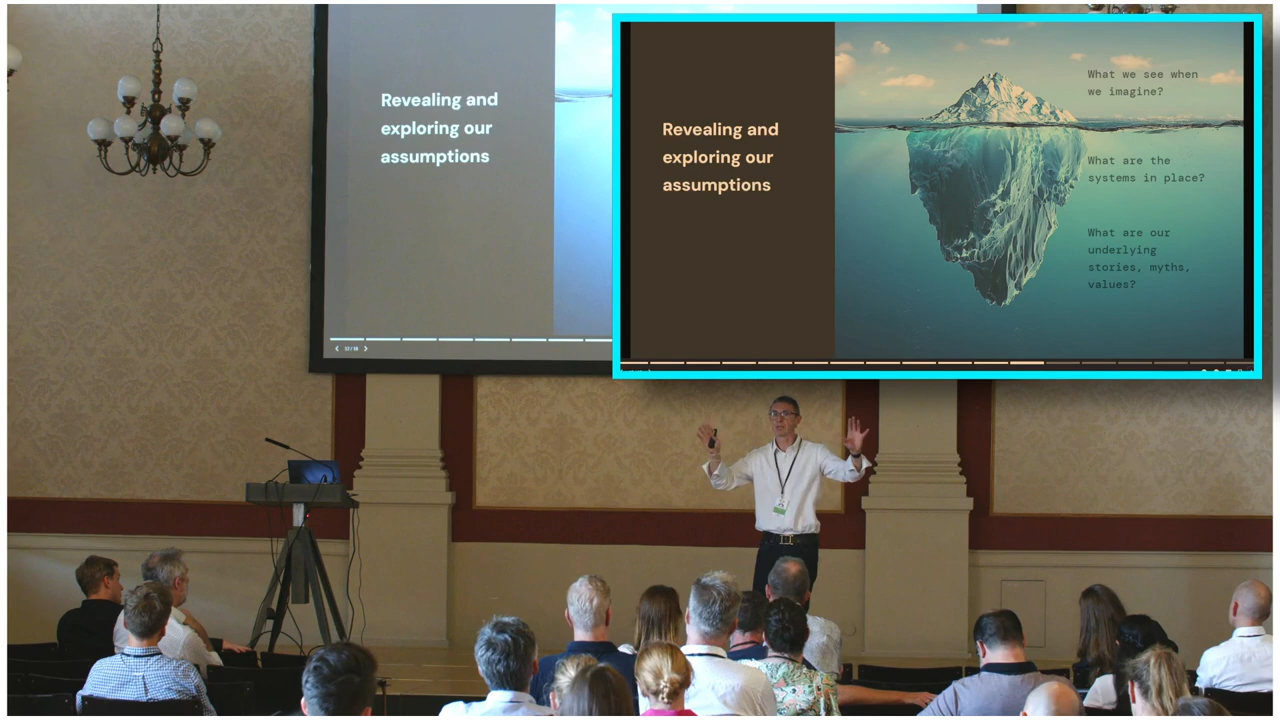 Revealing and
exploring our
assumptions
Revealing and
exploring our
assumptions
What we see when
we imagine?
What are the
systems in place?
What are our
underlying
stories, myths,
values?